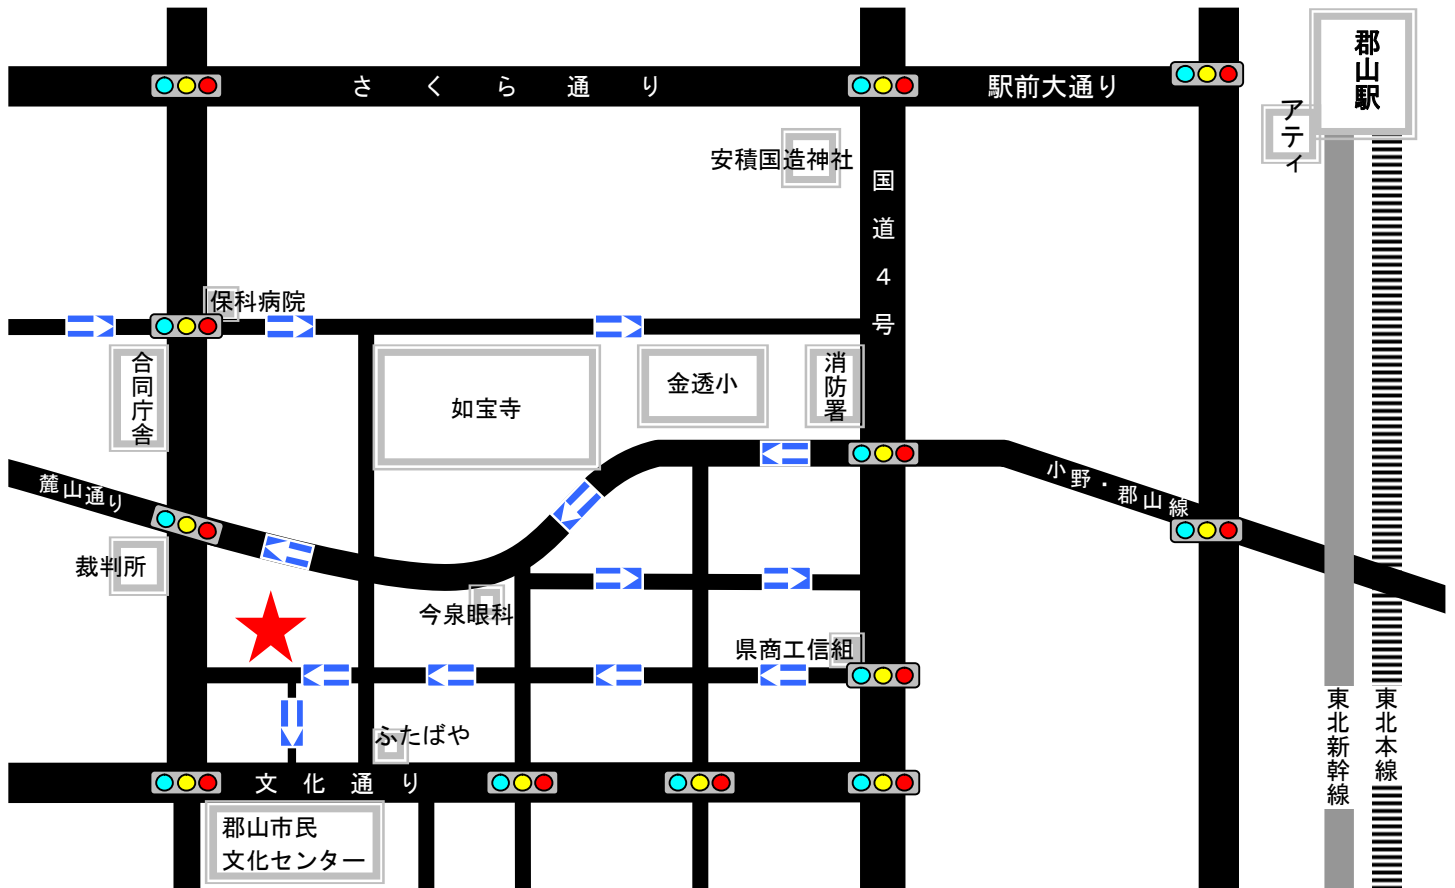 さくら通り
駅前大通り
郡山駅
アティ
安積国造神社
国道４号
保科病院
合同庁舎
如宝寺
金透小
消防署
麓山通り
小野・郡山線
裁判所
今泉眼科
県商工信組
ふたばや
東北新幹線
東北本線
文化通り
郡山市民
文化センター